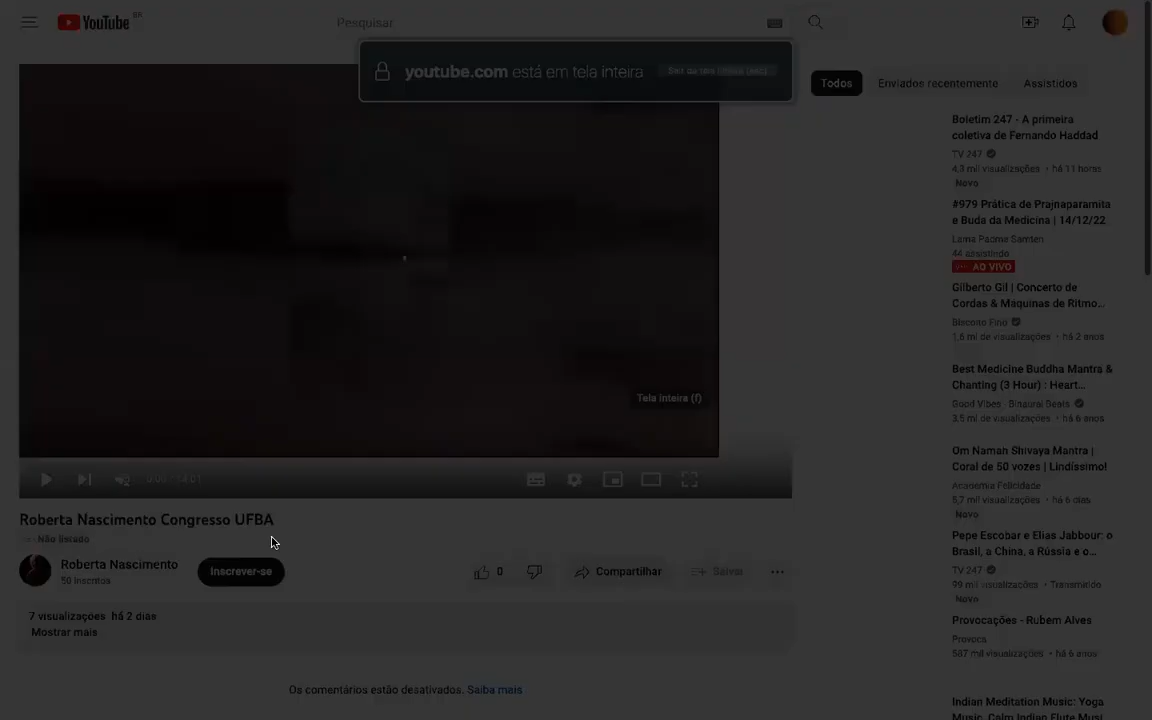 YouTube BR
Pesquisar
youtube.com está em tela inteira
Todos
Enviados recentemente
Assistidos
Boletim 247 - A primeira
coletiva de Fernando Haddad
TV 247
4,3 mil visualizações • há 11 horas
Novo
#979 Prática de Prajnaparamita
e Buda da Medicina | 14/12/22
Lama Padma Samten
44 assistindo
AO VIVO
Gilberto Gil | Concerto de
Cordas & Maquinas de Ritmo...
Biscoito Fino
1,6 mi de visualizações • há 2 anos
Best Medicine Buddha Mantra &
Chanting (3 Hour) : Heart...
Good Vibes - Binaural Beats
3,5 mi de visualizações • há 6 anos
Om Namah Shivaya Mantra |
Coral de 50 vozes | Lindíssimo!
Academia Felicidade
5,7 mil visualizações • há 6 dias
Novo
Pepe Escobar e Elias Jabbour: o
Brasil, a China, a Rússia e o...
TV 247
99 mil visualizações • Transmitido
Novo
Provocações - Rubem Alves
Provoca
567 mil visualizações • há 6 anos
Indian Meditation Music: Yoga
Music, Calm Indian Flute Musi
Tela inteira (f)
Roberta Nascimento Congresso UFBA
Não listado
Roberta Nascimento
50 inscritos
Inscrever-se
0
Compartilhar
Salvar
7 visualizações há 2 dias
Mostrar mais
Os comentários estão desativados. Saiba mais